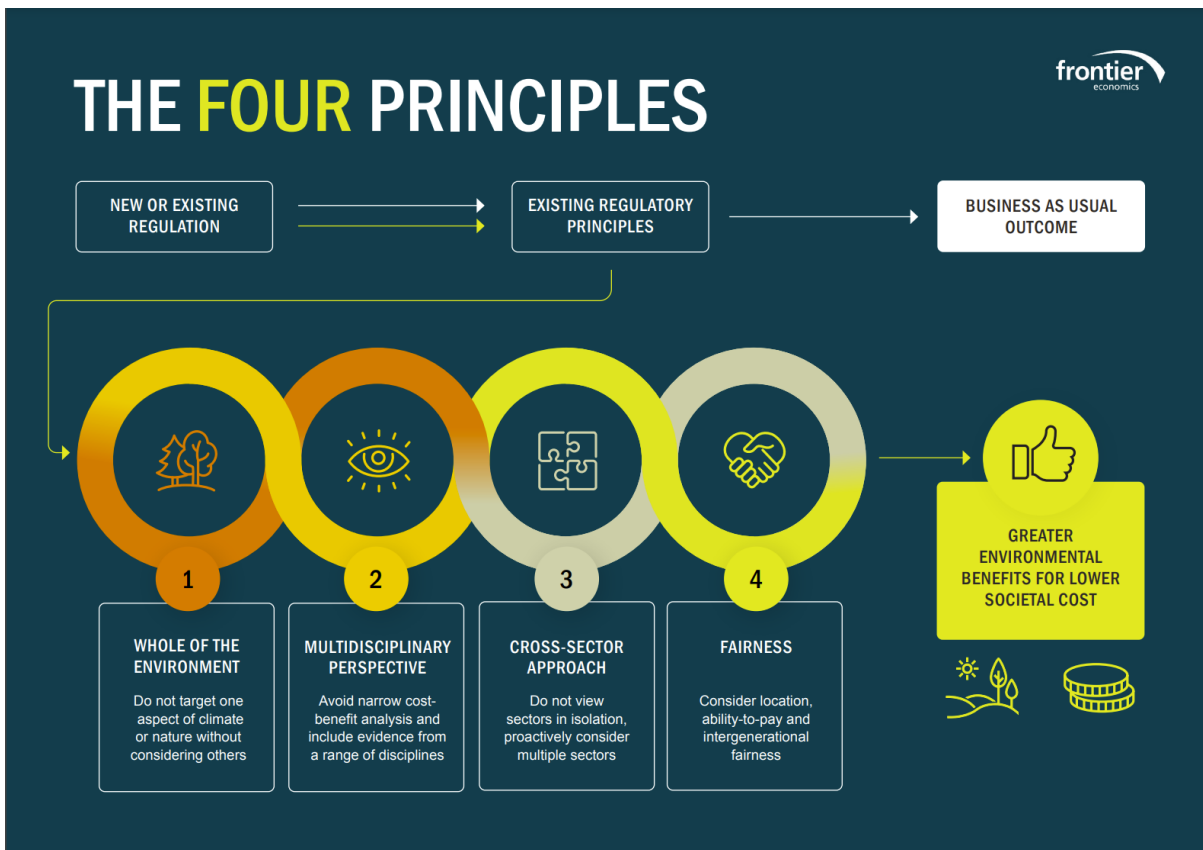 THE FOUR PRINCIPLES
frontier
economics
NEW OR EXISTING
REGULATION
EXISTING REGULATORY
PRINCIPLES
BUSINESS AS USUAL
OUTCOME
1
WHOLE OF THE
ENVIRONMENT
Do not target one
aspect of climate
or nature without
considering others
2
MULTIDISCIPLINARY
PERSPECTIVE
Avoid narrow cost-
benefit analysis and
include evidence from
a range of disciplines
3
CROSS-SECTOR
APPROACH
Do not view
sectors in isolation,
proactively consider
multiple sectors
4
FAIRNESS
Consider location,
ability-to-pay and
intergenerational
fairness
GREATER
ENVIRONMENTAL
BENEFITS FOR LOWER
SOCIETAL COST